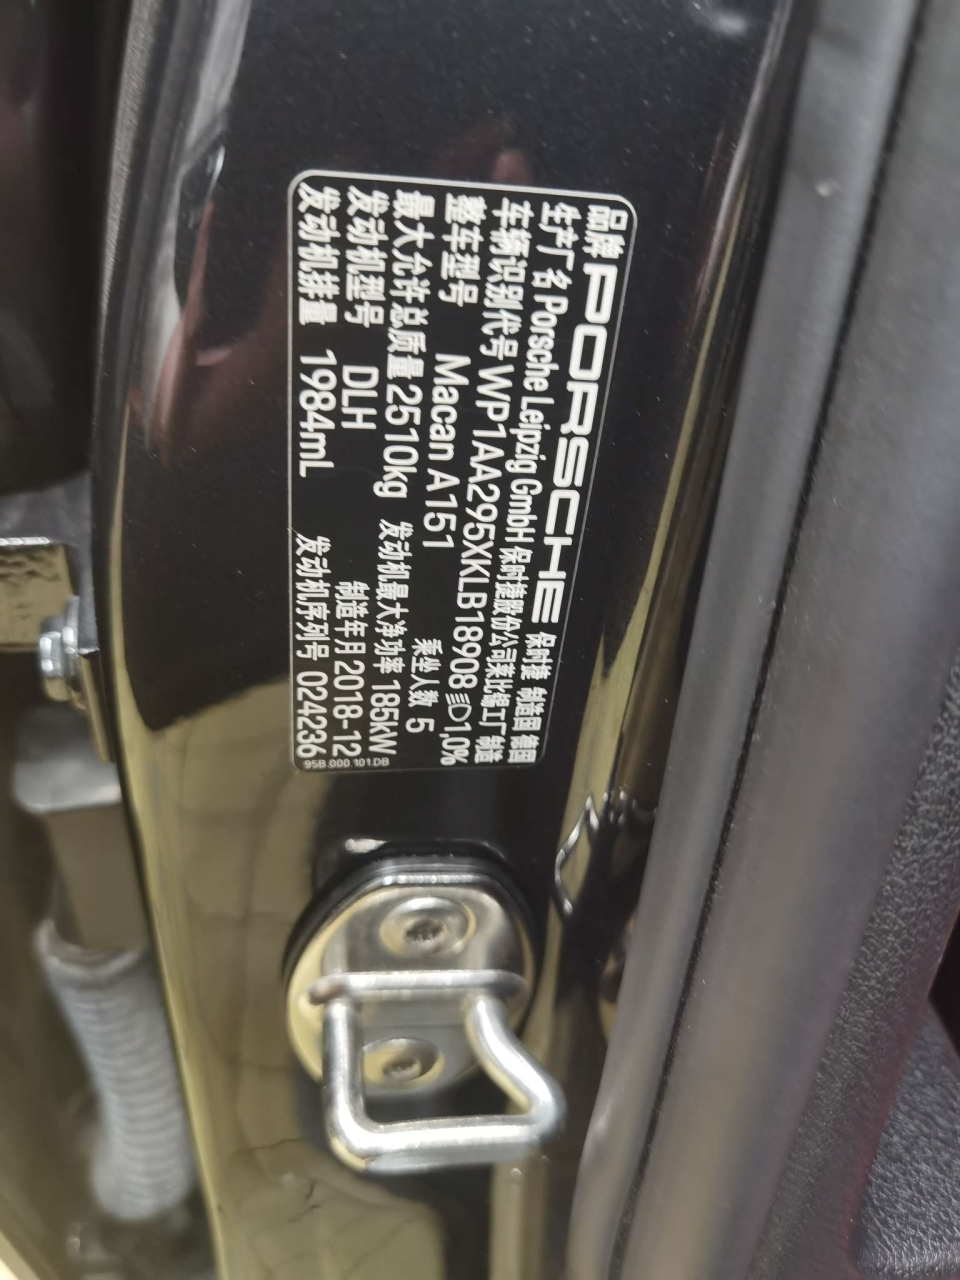 品牌 PORSCHE 保时捷 制造国 德国
生产厂名 Porsche Leipzig GmbH 保时捷股份公司莱比锡工厂 制造
车辆识别代号 WP1AA295XKLB18908 1,0%
整车型号 Macan A151 乘坐人数 5
最大允许总质量 2510kg 发动机最大净功率 185kW
发动机型号 DLH 制造年月 2018-12
发动机排量 1984mL 发动机序列号 024236
95B.000.101.DB